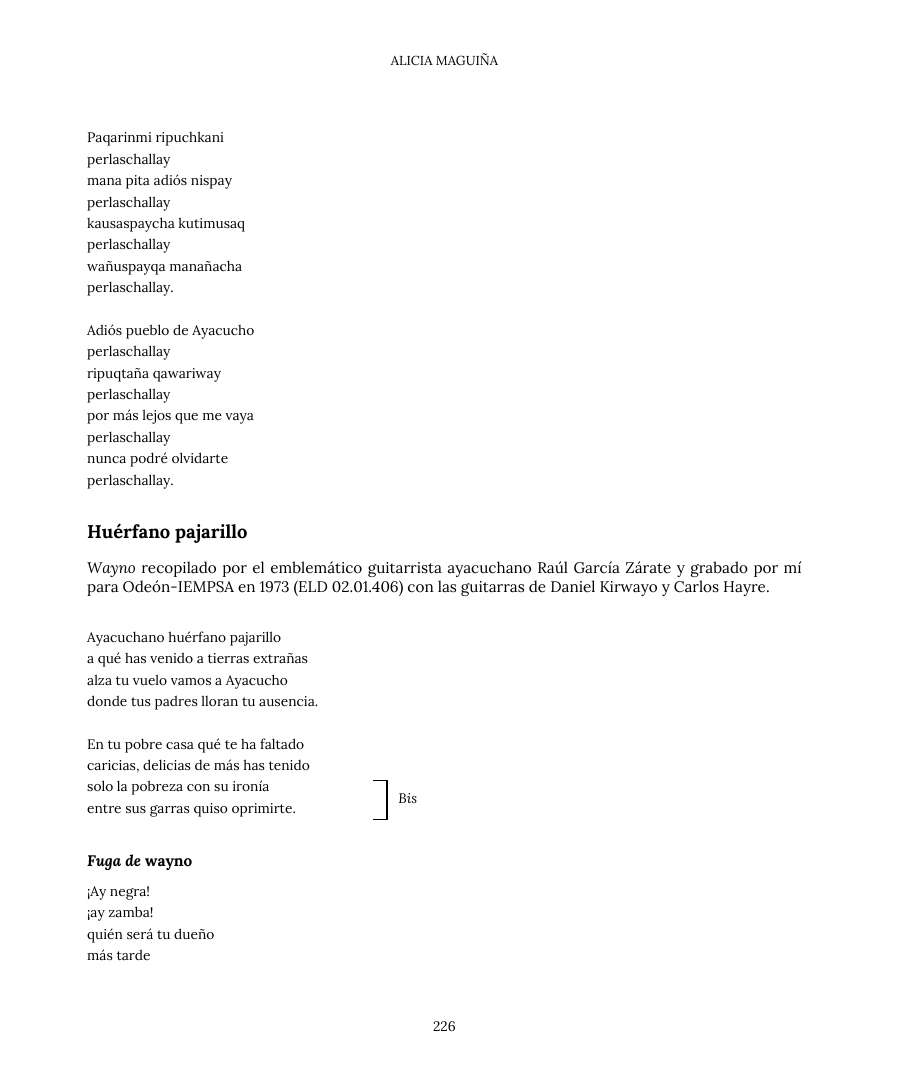 ALICIA MAGUIÑA
Paqarinmi ripuchkani
perlaschallay
mana pita adiós nispay
perlaschallay
kausaspaycha kutimusaq
perlaschallay
wañuspayqa manañacha
perlaschallay.
Adiós pueblo de Ayacucho
perlaschallay
ripuqtaña qawariway
perlaschallay
por más lejos que me vaya
perlaschallay
nunca podré olvidarte
perlaschallay.
Huérfano pajarillo
Wayno recopilado por el emblemático guitarrista ayacuchano Raúl García Zárate y grabado por mí
para Odeón-IEMPSA en 1973 (ELD 02.01.406) con las guitarras de Daniel Kirwayo y Carlos Hayre.
Ayacuchano huérfano pajarillo
a qué has venido a tierras extrañas
alza tu vuelo vamos a Ayacucho
donde tus padres lloran tu ausencia.
En tu pobre casa qué te ha faltado
caricias, delicias de más has tenido
solo la pobreza con su ironía
entre sus garras quiso oprimirte.
Bis
Fuga de wayno
¡Ay negra!
¡ay zamba!
quién será tu dueño
más tarde
226